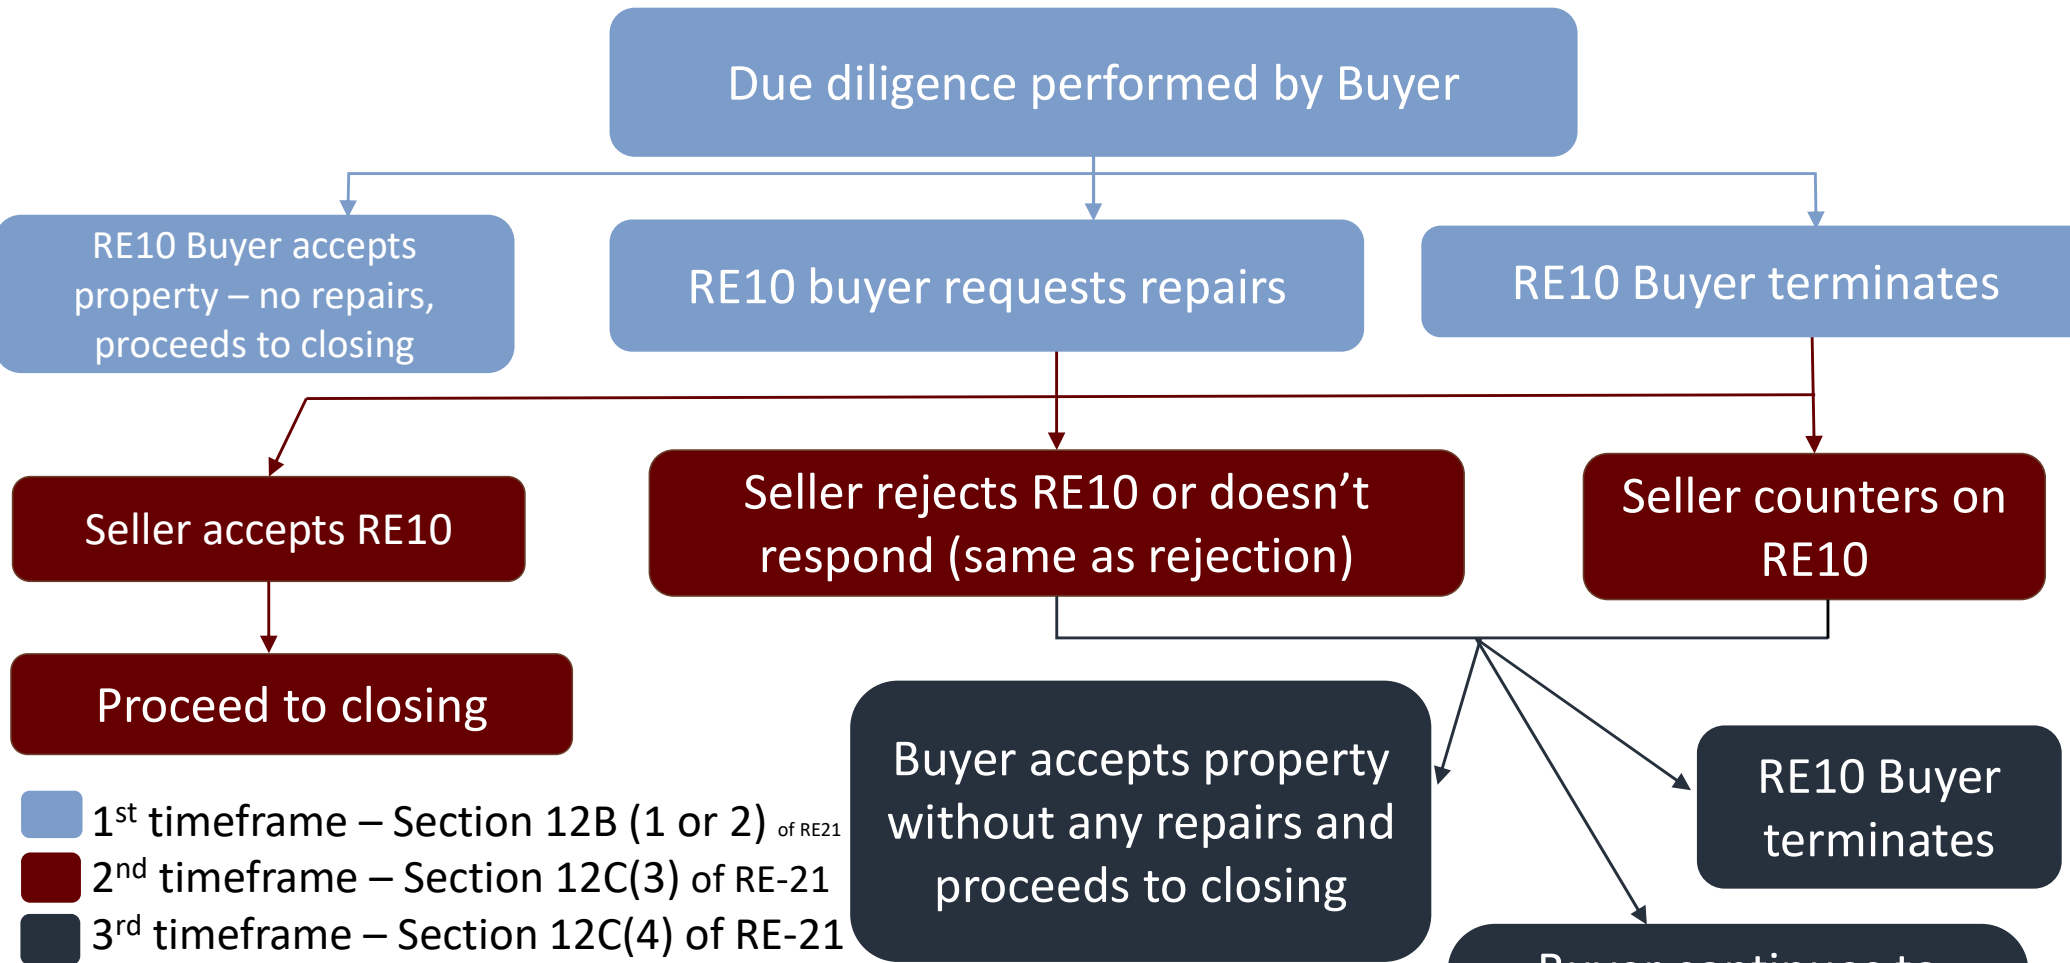 Due diligence performed by Buyer
RE10 Buyer accepts
property – no repairs,
proceeds to closing
RE10 buyer requests repairs
RE10 Buyer terminates
Seller accepts RE10
Seller rejects RE10 or doesn’t
respond (same as rejection)
Seller counters on
RE10
Proceed to closing
Buyer accepts property
without any repairs and
proceeds to closing
RE10 Buyer
terminates
Buyer continues to
1st timeframe – Section 12B (1 or 2) of RE21
2nd timeframe – Section 12C(3) of RE-21
3rd timeframe – Section 12C(4) of RE-21